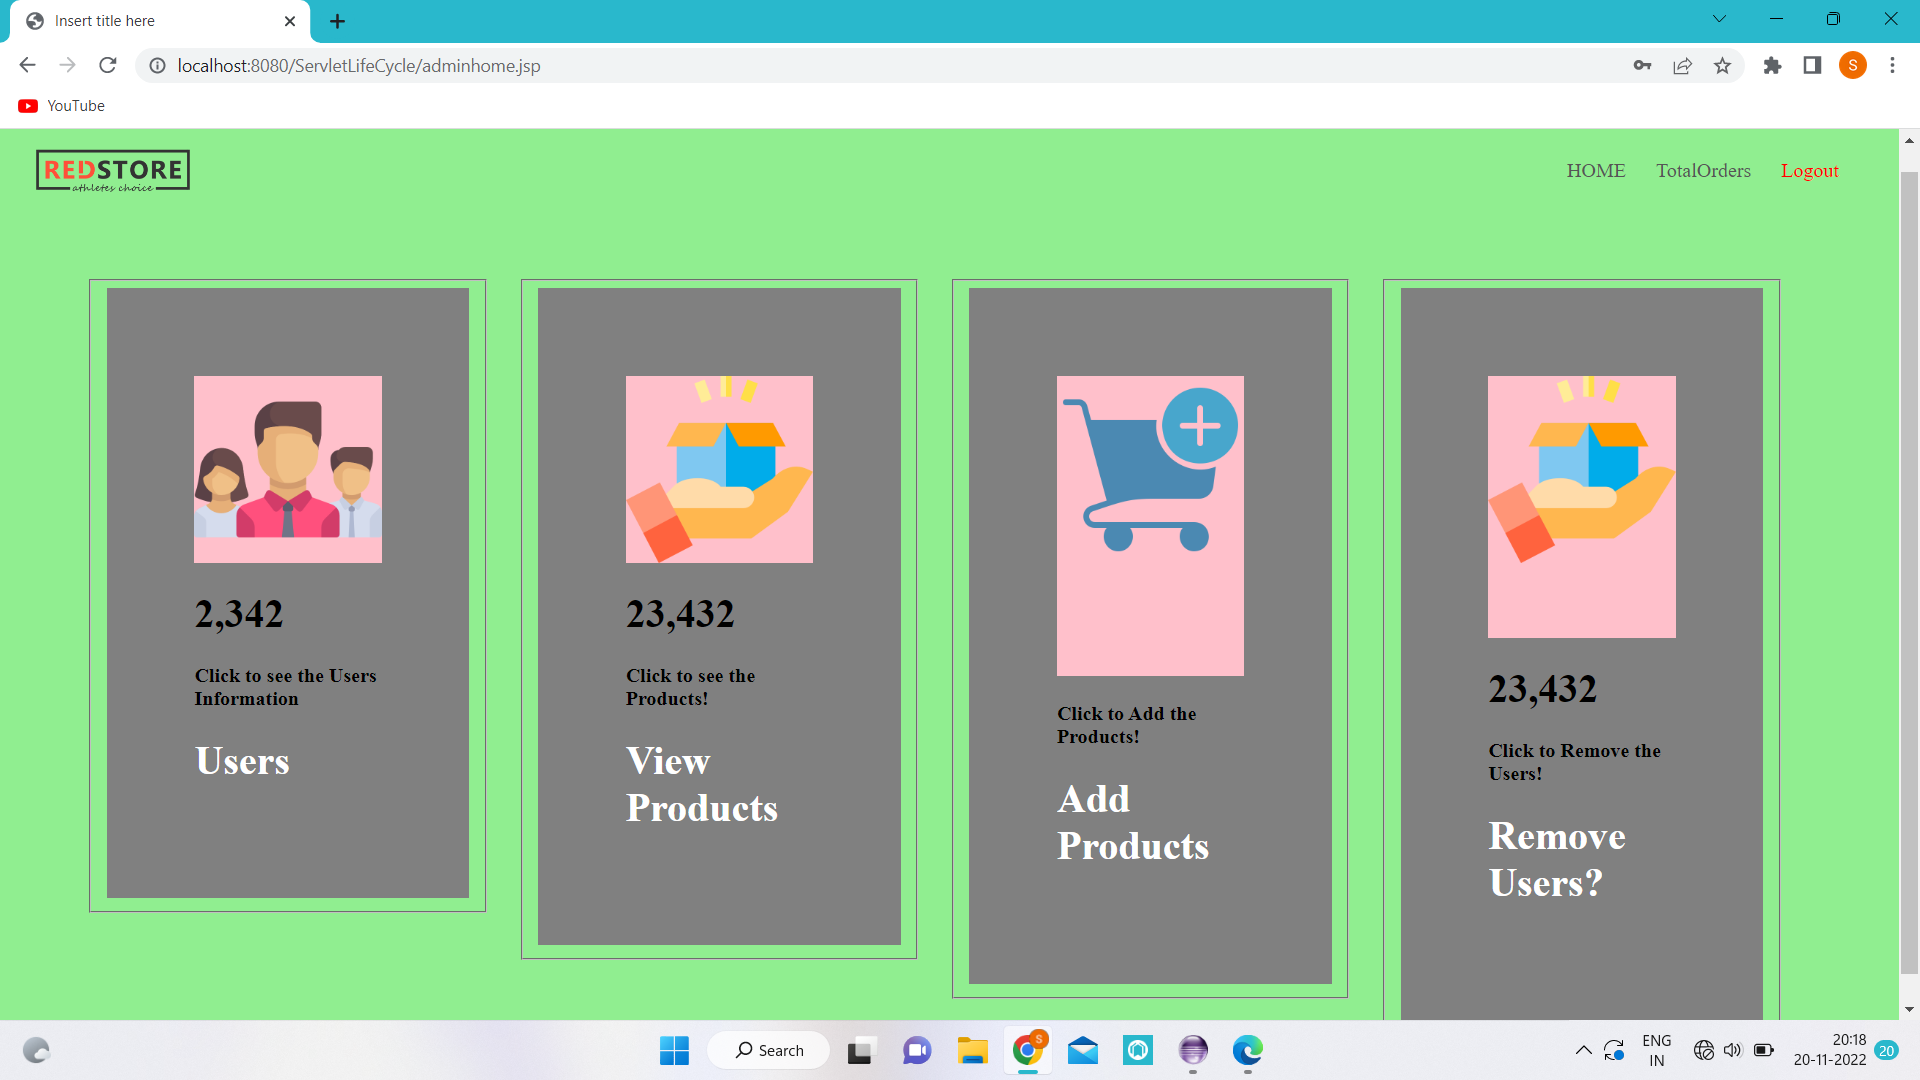 Insert title here
localhost:8080/ServletLifeCycle/adminhome.jsp
S
YouTube
REDSTORE
athletes choice
HOME
TotalOrders
Logout
2,342
Click to see the Users
Information
Users
23,432
Click to see the
Products!
View
Products
Click to Add the
Products!
Add
Products
23,432
Click to Remove the
Users!
Remove
Users?
Search
S
ENG
IN
20:18
20-11-2022
20